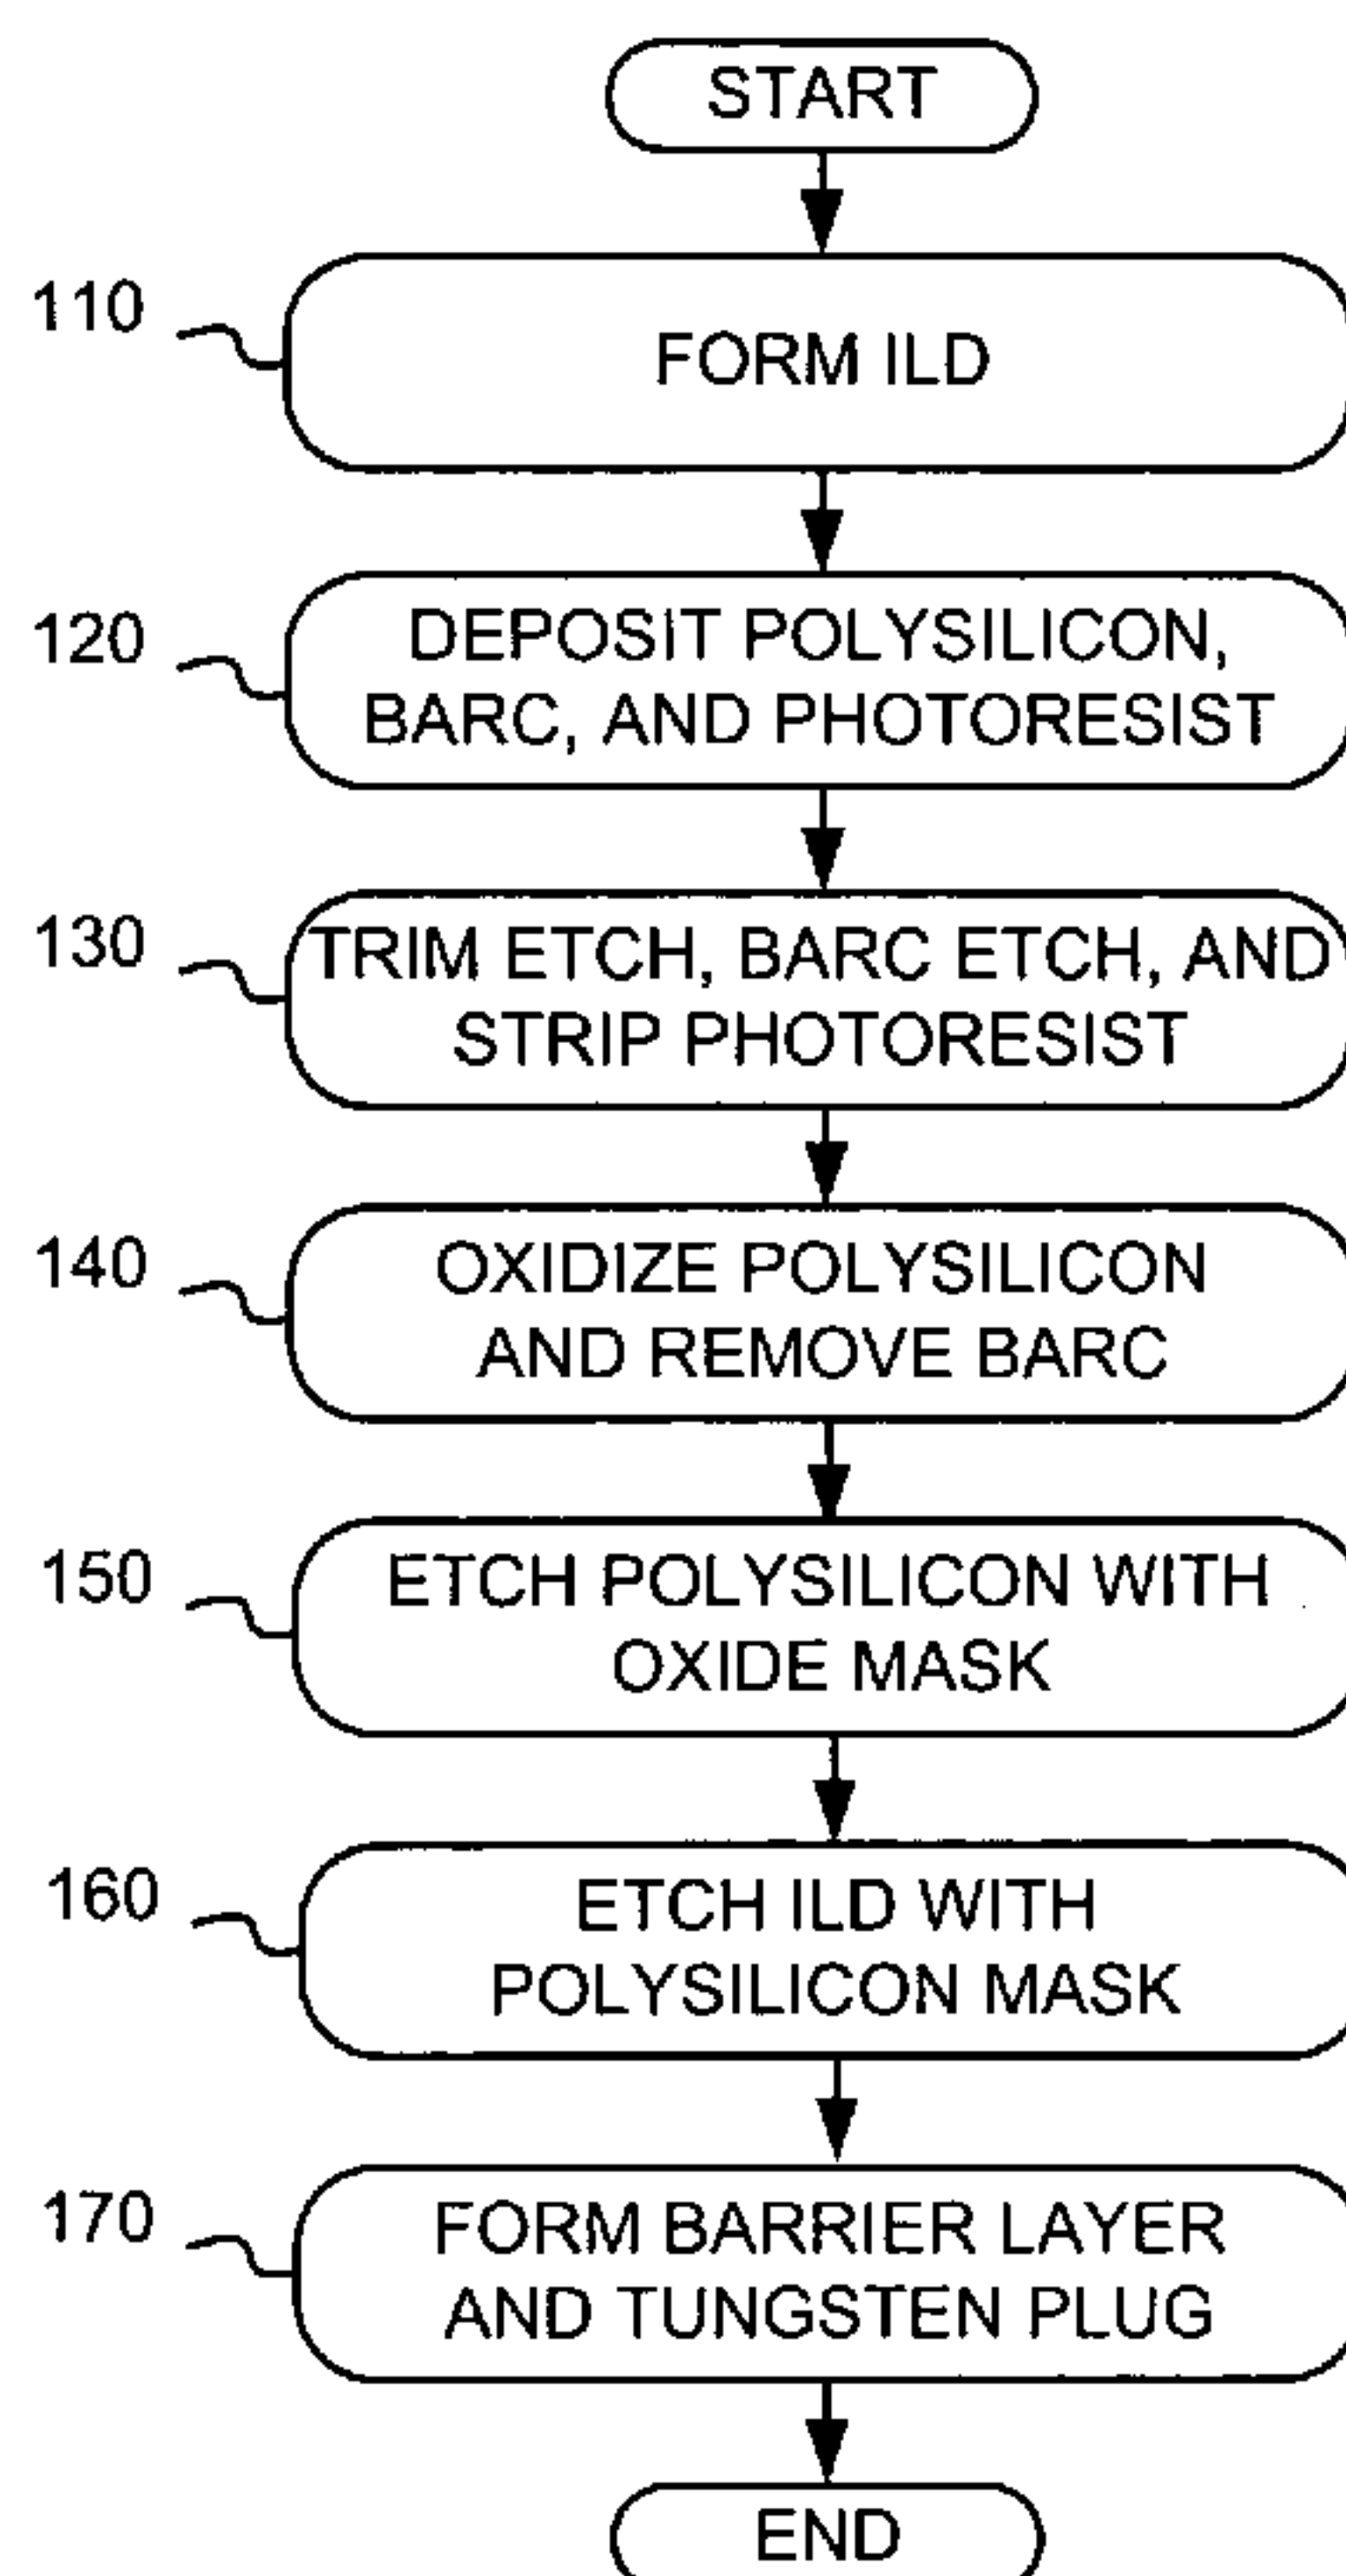 START
110
FORM ILD
120
DEPOSIT POLYSILICON,
BARC, AND PHOTORESIST
130
TRIM ETCH, BARC ETCH, AND
STRIP PHOTORESIST
140
OXIDIZE POLYSILICON
AND REMOVE BARC
150
ETCH POLYSILICON WITH
OXIDE MASK
160
ETCH ILD WITH
POLYSILICON MASK
170
FORM BARRIER LAYER
AND TUNGSTEN PLUG
END